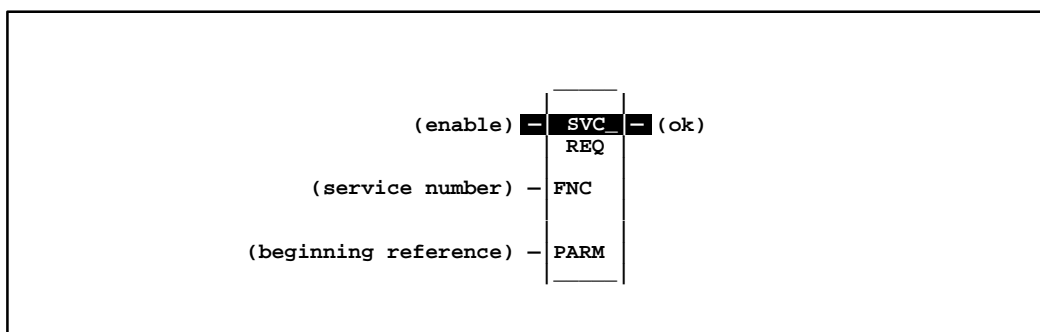 (enable) – SVC_ – (ok)
REQ
(service number) – FNC
(beginning reference) – PARM